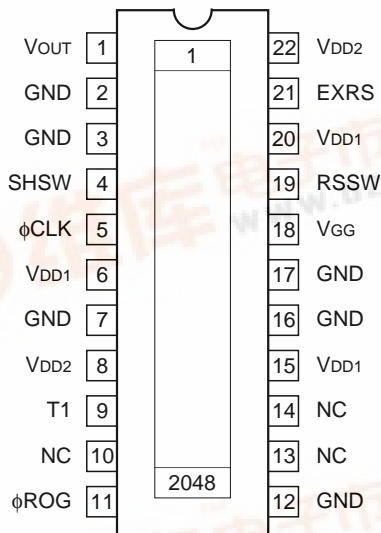 VOUT 1 1 22 VDD2
GND 2 21 EXRS
GND 3 20 VDD1
SHSW 4 19 RSSW
ϕCLK 5 18 VGG
VDD1 6 17 GND
GND 7 16 GND
VDD2 8 15 VDD1
T1 9 14 NC
NC 10 13 NC
ϕROG 11 2048 12 GND